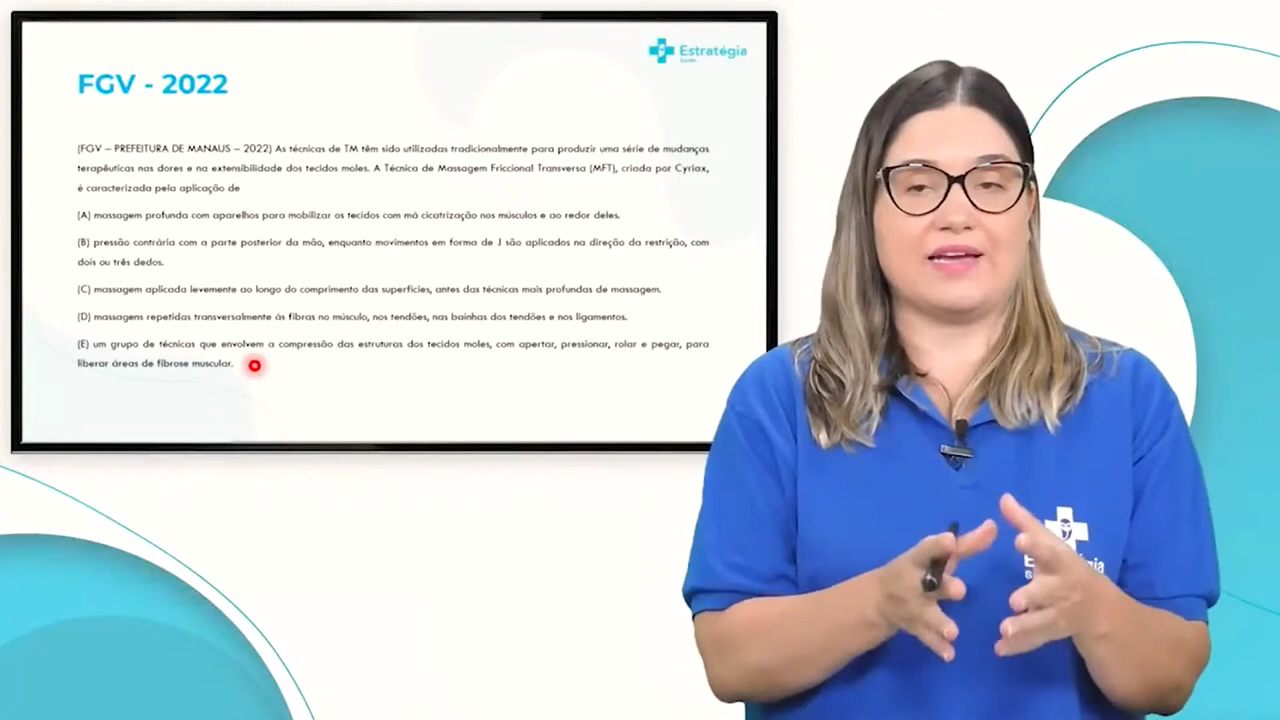 Estratégia
Saúde
FGV - 2022
(FGV – PREFEITURA DE MANAUS – 2022) As técnicas de TM têm sido utilizadas tradicionalmente para produzir uma série de mudanças
terapêuticas nas dores e na extensibilidade dos tecidos moles. A Técnica de Massagem Friccional Transversa (MFT), criada por Cyriax,
é caracterizada pela aplicação de
(A) massagem profunda com aparelhos para mobilizar os tecidos com má cicatrização nos músculos e ao redor deles.
(B) pressão contrária com a parte posterior da mão, enquanto movimentos em forma de J são aplicados na direção da restrição, com
dois ou três dedos.
(C) massagem aplicada levemente ao longo do comprimento das superfícies, antes das técnicas mais profundas de massagem.
(D) massagens repetidas transversalmente às fibras no músculo, nos tendões, nas bainhas dos tendões e nos ligamentos.
(E) um grupo de técnicas que envolvem a compressão das estruturas dos tecidos moles, com apertar, pressionar, rolar e pegar, para
liberar áreas de fibrose muscular.